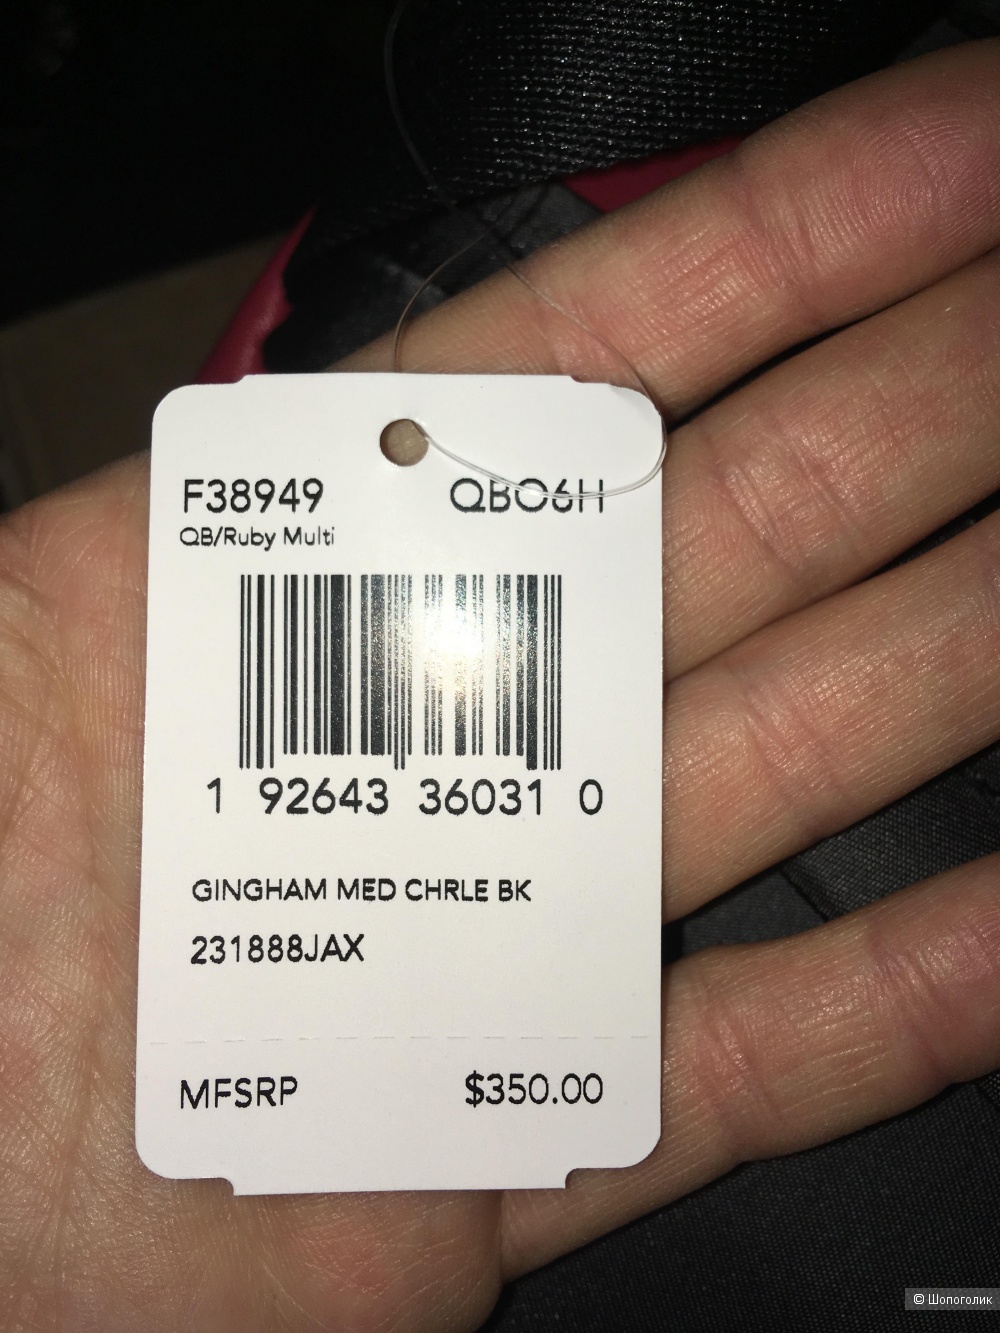 F38949 QBO6H
QB/Ruby Multi
1 92643 36031 0
GINGHAM MED CHRLE BK
231888JAX
MFSRP $350.00
© Шопоголик